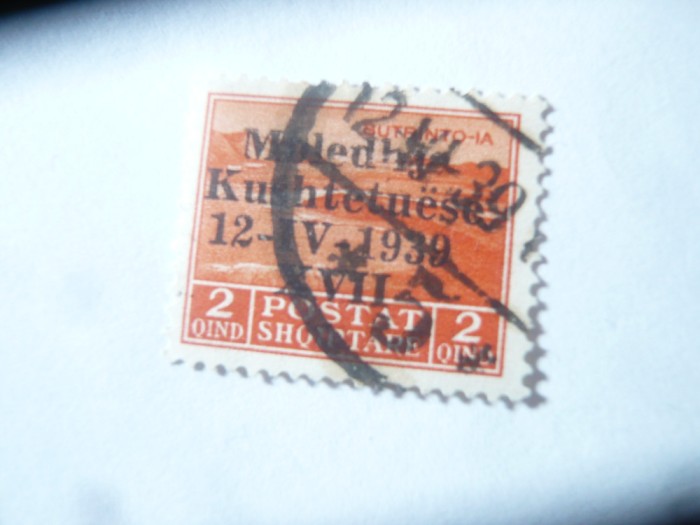 BUTRINTO-IA
Mbledhja
Kushtetuëse
12-IV-1939
XVII
2 POSTAT 2
QIND SHQIPTARE QIND